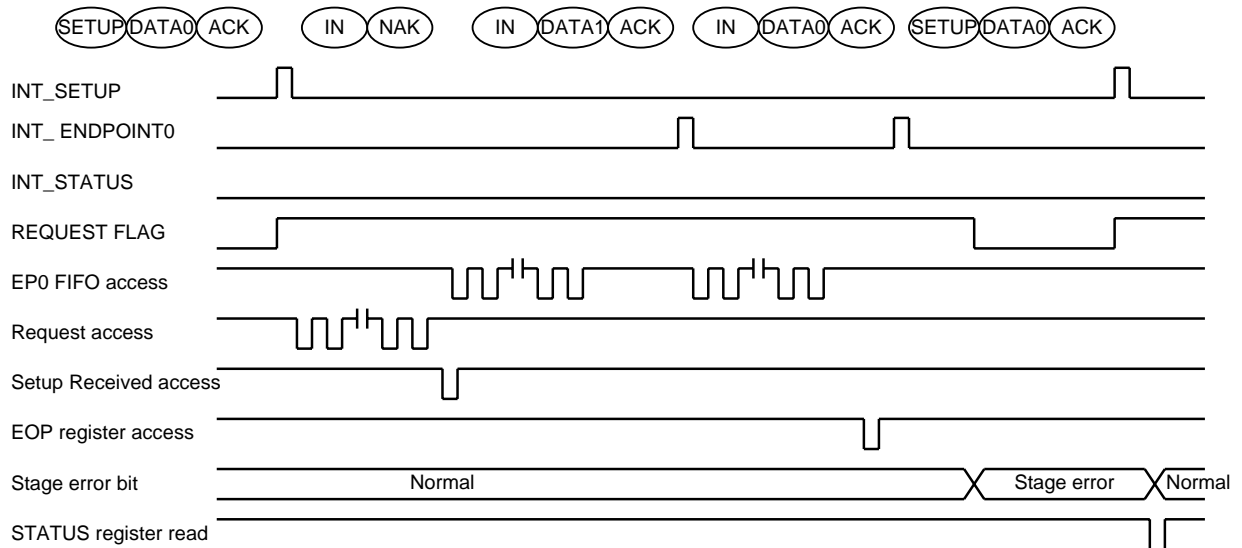 SETUP DATA0 ACK IN NAK IN DATA1 ACK IN DATA0 ACK SETUP DATA0 ACK
INT_SETUP
INT_ ENDPOINT0
INT_STATUS
REQUEST FLAG
EP0 FIFO access
Request access
Setup Received access
EOP register access
Stage error bit Normal Stage error Normal
STATUS register read